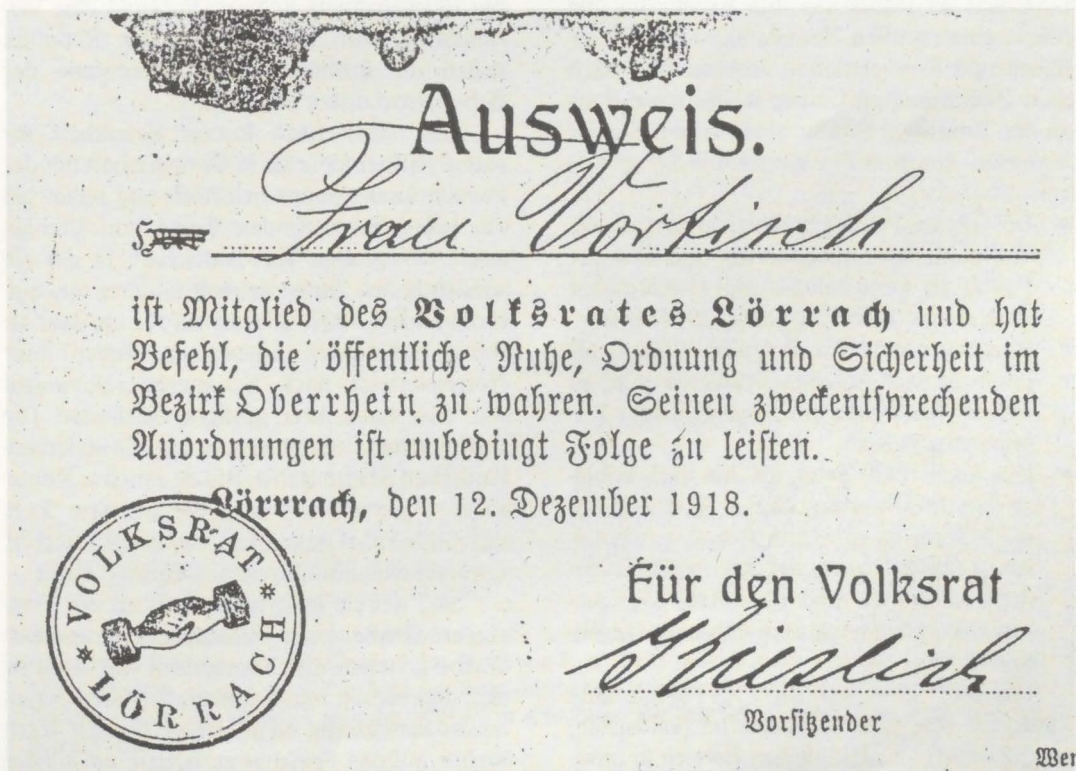 Ausweis.
Frau Vortisch
ist Mitglied des Volksrates Lörrach und hat
Befehl, die öffentliche Ruhe, Ordnung und Sicherheit im
Bezirk Oberrhein zu wahren. Seinen zweckentsprechenden
Anordnungen ist unbedingt Folge zu leisten.
Lörrrach, den 12. Dezember 1918.
VOLKSRAT
LÖRRACH
Für den Volksrat
Vorsitzender
Wer